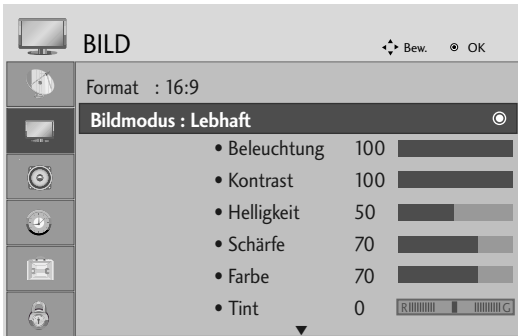 BILD
Bew. OK
Format : 16:9
Bildmodus : Lebhaft
• Beleuchtung 100
• Kontrast 100
• Helligkeit 50
• Schärfe 70
• Farbe 70
• Tint 0 R G